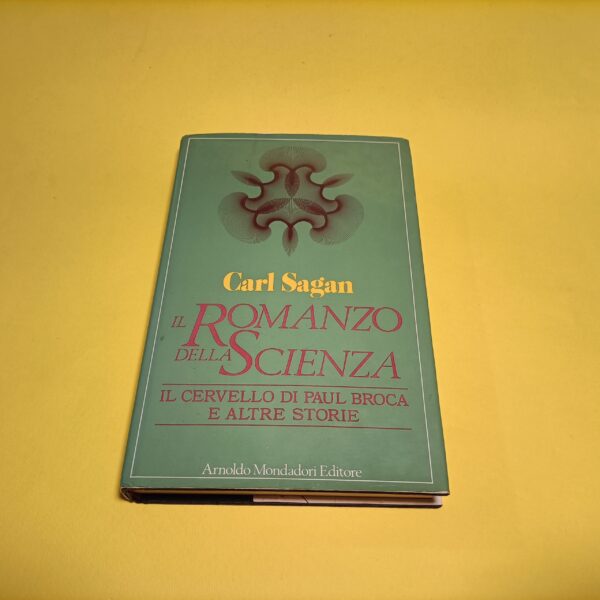 Carl Sagan
IL ROMANZO
DELLA SCIENZA
IL CERVELLO DI PAUL BROCA
E ALTRE STORIE
Arnoldo Mondadori Editore